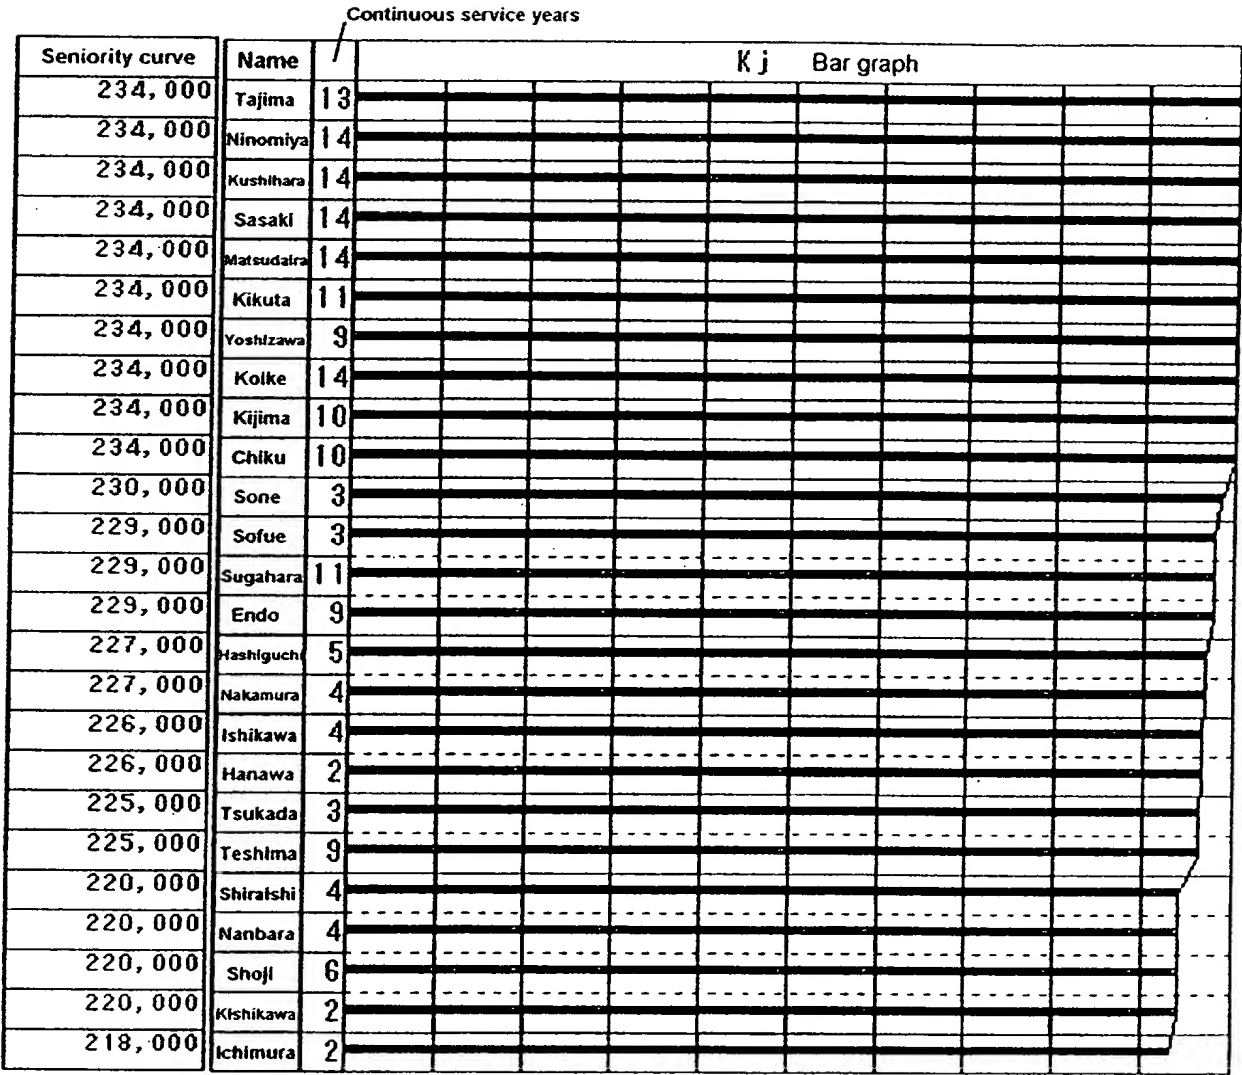 Continuous service years
Seniority curve Name K j Bar graph
234,000 Tajima 13
234,000 Ninomiya 14
234,000 Kushihara 14
234,000 Sasaki 14
234,000 Matsudaira 14
234,000 Kikuta 11
234,000 Yoshizawa 9
234,000 Koike 14
234,000 Kijima 10
234,000 Chiku 10
230,000 Sone 3
229,000 Sofue 3
229,000 Sugahara 11
229,000 Endo 9
227,000 Hashiguchi 5
227,000 Nakamura 4
226,000 Ishikawa 4
226,000 Hanawa 2
225,000 Tsukada 3
225,000 Teshima 9
220,000 Shiraishi 4
220,000 Nanbara 4
220,000 Shoji 6
220,000 Kishikawa 2
218,000 Ichimura 2